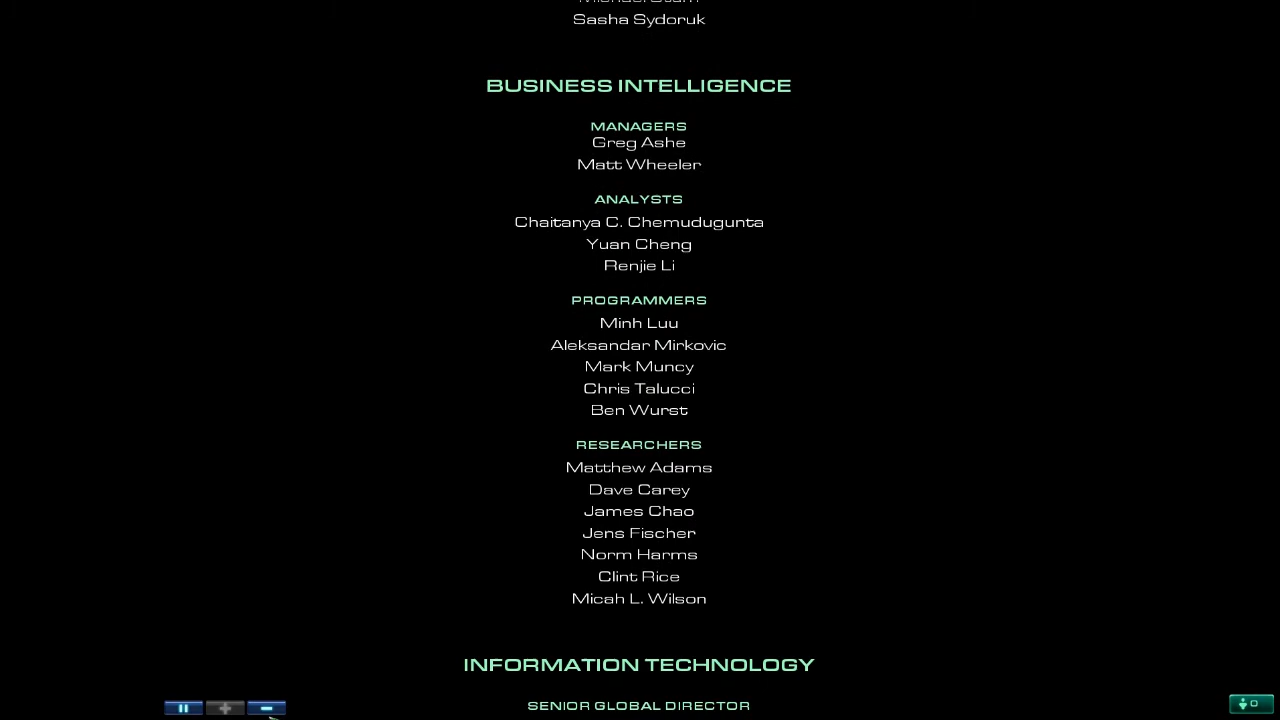 Sasha Sydoruk
BUSINESS INTELLIGENCE
MANAGERS
Greg Ashe
Matt Wheeler
ANALYSTS
Chaitanya C. Chemudugunta
Yuan Cheng
Renjie Li
PROGRAMMERS
Minh Luu
Aleksandar Mirkovic
Mark Muncy
Chris Talucci
Ben Wurst
RESEARCHERS
Matthew Adams
Dave Carey
James Chao
Jens Fischer
Norm Harms
Clint Rice
Micah L. Wilson
INFORMATION TECHNOLOGY
SENIOR GLOBAL DIRECTOR